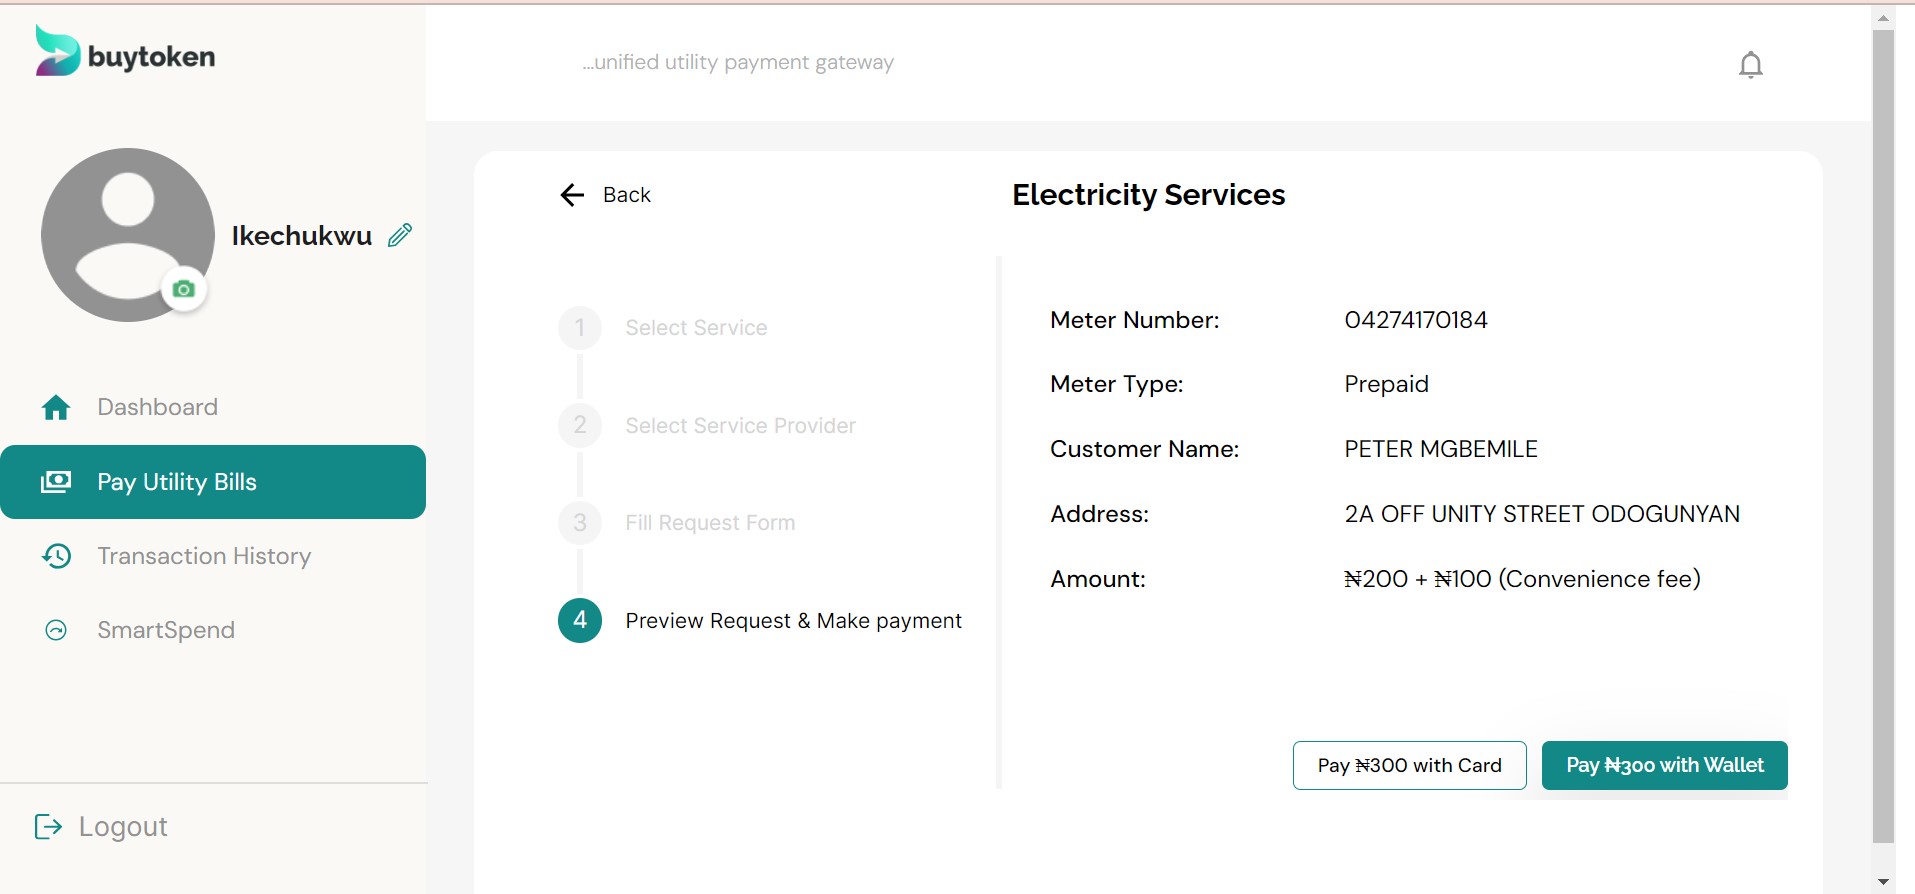 buytoken
...unified utility payment gateway
Ikechukwu
Dashboard
Pay Utility Bills
Transaction History
SmartSpend
Logout
Back
Electricity Services
1 Select Service
2 Select Service Provider
3 Fill Request Form
4 Preview Request & Make payment
Meter Number: 04274170184
Meter Type: Prepaid
Customer Name: PETER MGBEMILE
Address: 2A OFF UNITY STREET ODOGUNYAN
Amount: ₦200 + ₦100 (Convenience fee)
Pay ₦300 with Card
Pay ₦300 with Wallet